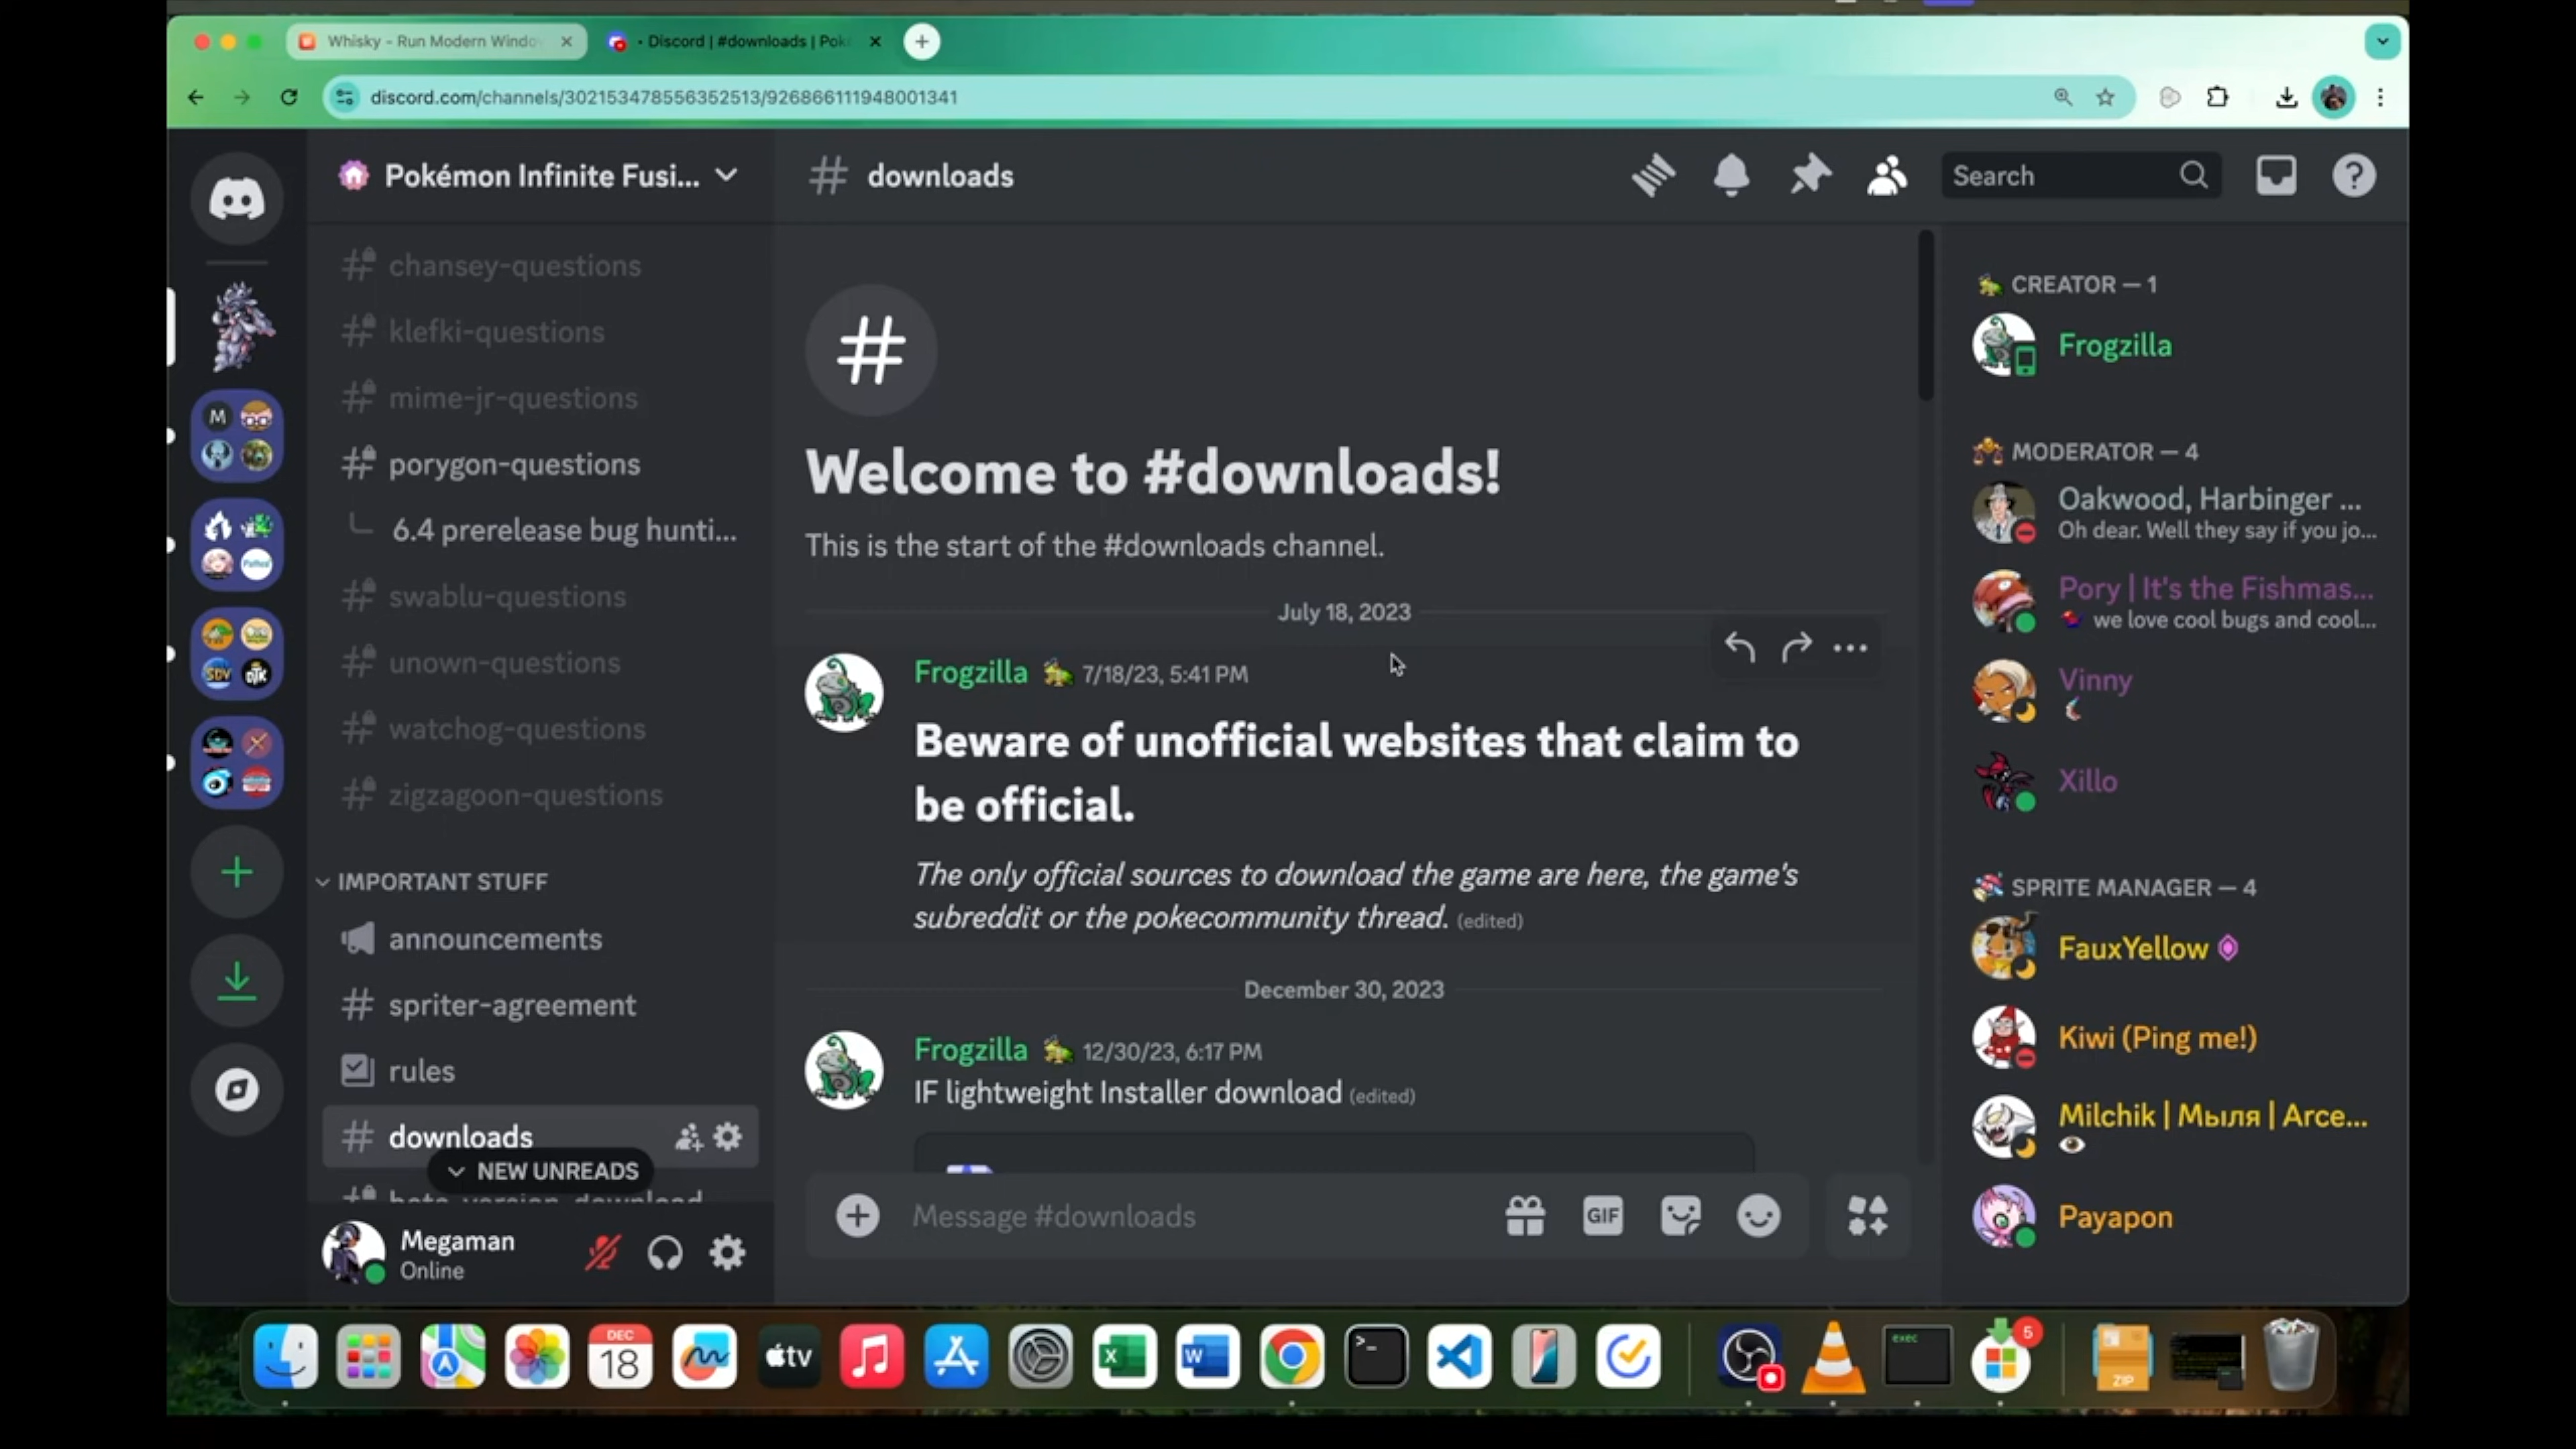 Whisky - Run Modern Windo
Discord | #downloads | Pok
discord.com/channels/302153478556352513/926866111948001341
Pokémon Infinite Fusi...
downloads
Search
chansey-questions
klefki-questions
mime-jr-questions
porygon-questions
6.4 prerelease bug hunti...
swablu-questions
unown-questions
watchog-questions
zigzagoon-questions
IMPORTANT STUFF
announcements
spriter-agreement
rules
downloads
NEW UNREADS
Megaman
Online
Welcome to #downloads!
This is the start of the #downloads channel.
July 18, 2023
Frogzilla 7/18/23, 5:41 PM
Beware of unofficial websites that claim to
be official.
The only official sources to download the game are here, the game's
subreddit or the pokecommunity thread. (edited)
December 30, 2023
Frogzilla 12/30/23, 6:17 PM
IF lightweight Installer download (edited)
Message #downloads
GIF
CREATOR — 1
Frogzilla
MODERATOR — 4
Oakwood, Harbinger ...
Oh dear. Well they say if you jo...
Pory | It's the Fishmas...
we love cool bugs and cool...
Vinny
Xillo
SPRITE MANAGER — 4
FauxYellow
Kiwi (Ping me!)
Milchik | Мыля | Arce...
Payapon
M
SDV
DTK
DEC
18
tv
X
W
>_
exec
5
ZIP